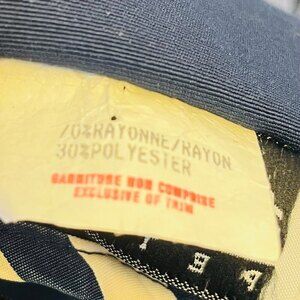 70%RAYONNE/RAYON
30%POLYESTER
GARNITURE NON COMPRISE
EXCLUSIVE OF TRIM